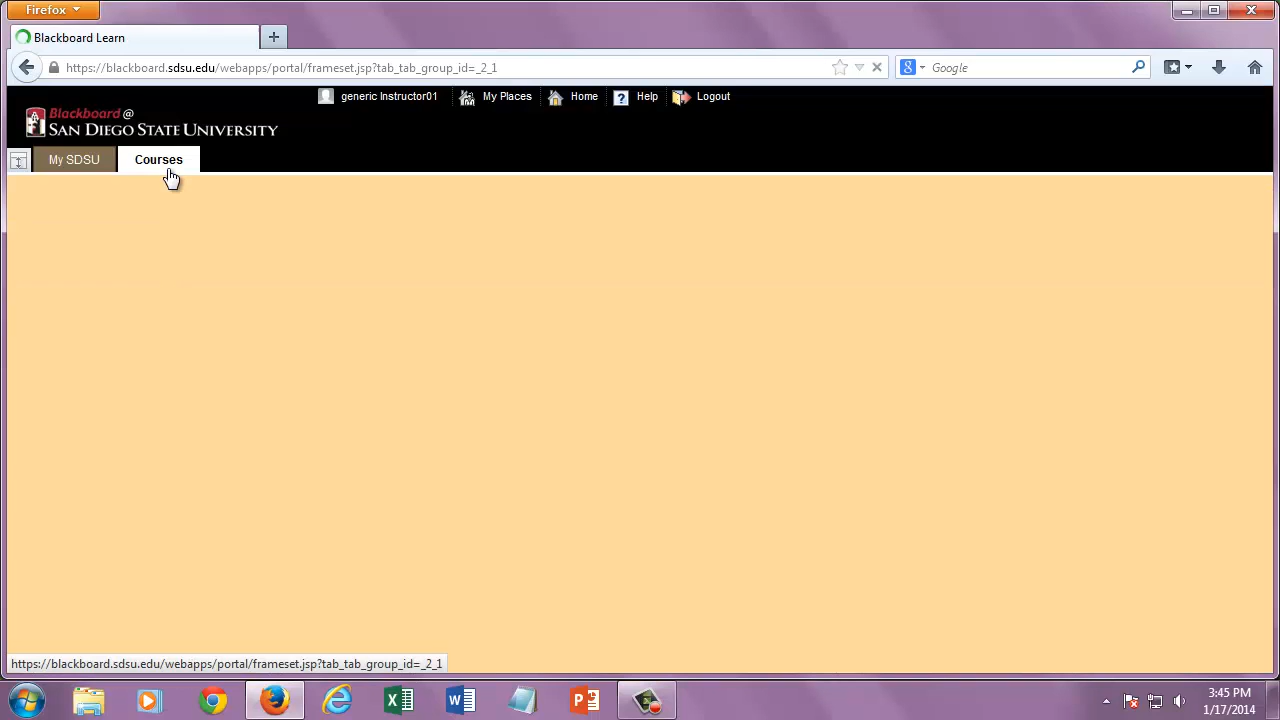 Firefox
Blackboard Learn
https://blackboard.sdsu.edu/webapps/portal/frameset.jsp?tab_tab_group_id=_2_1
Google
generic Instructor01
My Places
Home
Help
Logout
Blackboard @
SAN DIEGO STATE UNIVERSITY
My SDSU
Courses
https://blackboard.sdsu.edu/webapps/portal/frameset.jsp?tab_tab_group_id=_2_1
3:45 PM
1/17/2014